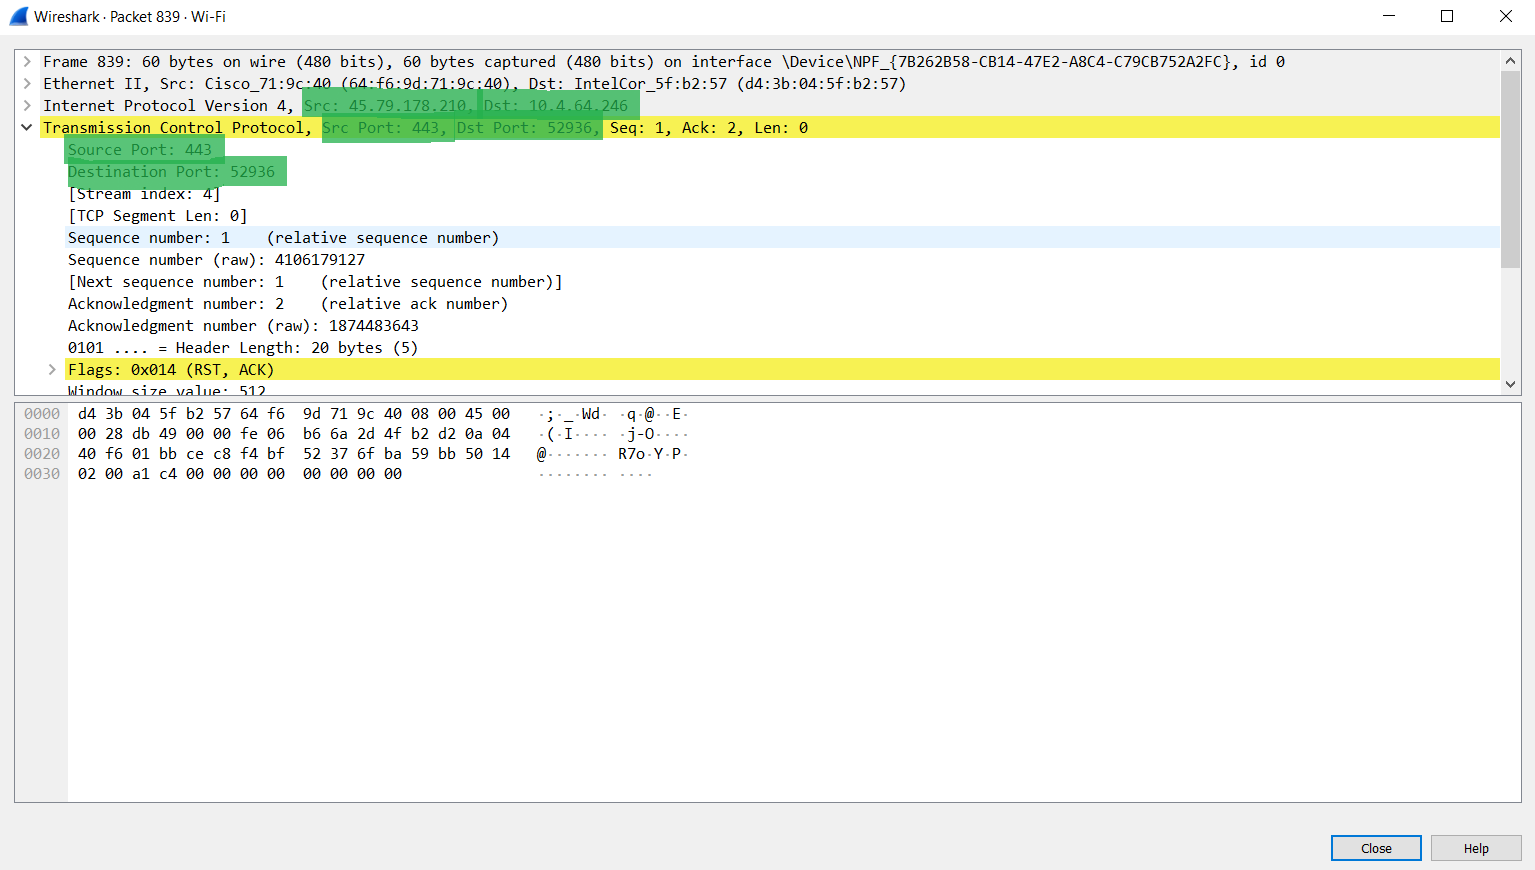 Wireshark · Packet 839 · Wi-Fi
Frame 839: 60 bytes on wire (480 bits), 60 bytes captured (480 bits) on interface \Device\NPF_{7B262B58-CB14-47E2-A8C4-C79CB752A2FC}, id 0
Ethernet II, Src: Cisco_71:9c:40 (64:f6:9d:71:9c:40), Dst: IntelCor_5f:b2:57 (d4:3b:04:5f:b2:57)
Internet Protocol Version 4, Src: 45.79.178.210, Dst: 10.4.64.246
Transmission Control Protocol, Src Port: 443, Dst Port: 52936, Seq: 1, Ack: 2, Len: 0
Source Port: 443
Destination Port: 52936
[Stream index: 4]
[TCP Segment Len: 0]
Sequence number: 1    (relative sequence number)
Sequence number (raw): 4106179127
[Next sequence number: 1    (relative sequence number)]
Acknowledgment number: 2    (relative ack number)
Acknowledgment number (raw): 1874483643
0101 .... = Header Length: 20 bytes (5)
Flags: 0x014 (RST, ACK)
Window size value: 512
0000 d4 3b 04 5f b2 57 64 f6 9d 71 9c 40 08 00 45 00 ·;·_·Wd· ·q·@··E·
0010 00 28 db 49 00 00 fe 06 b6 6a 2d 4f b2 d2 0a 04 ·(·I···· ·j-O····
0020 40 f6 01 bb ce c8 f4 bf 52 37 6f ba 59 bb 50 14 @······· R7o·Y·P·
0030 02 00 a1 c4 00 00 00 00 00 00 00 00 ········ ····
Close Help